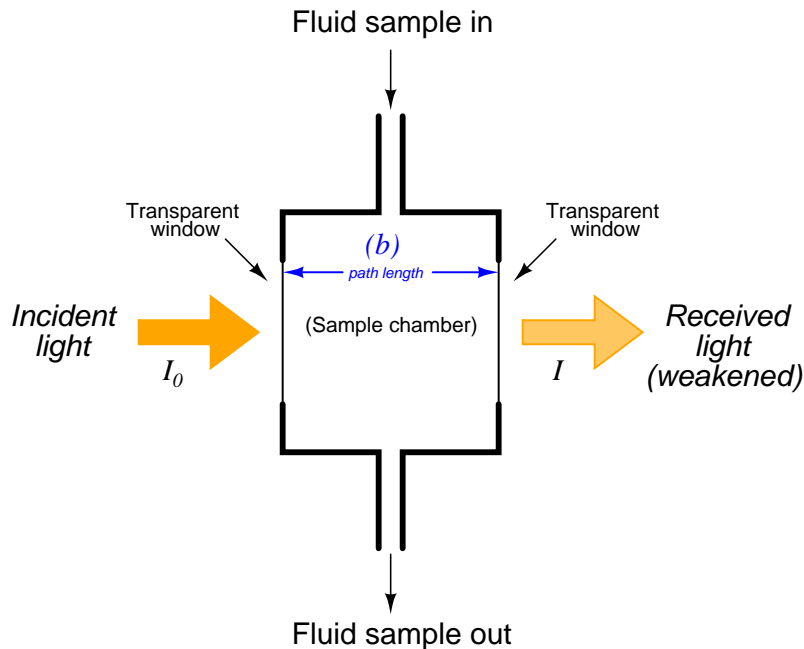 Fluid sample in
Transparent
window
Transparent
window
(b)
path length
Incident
light
(Sample chamber)
Received
light
(weakened)
I0
I
Fluid sample out